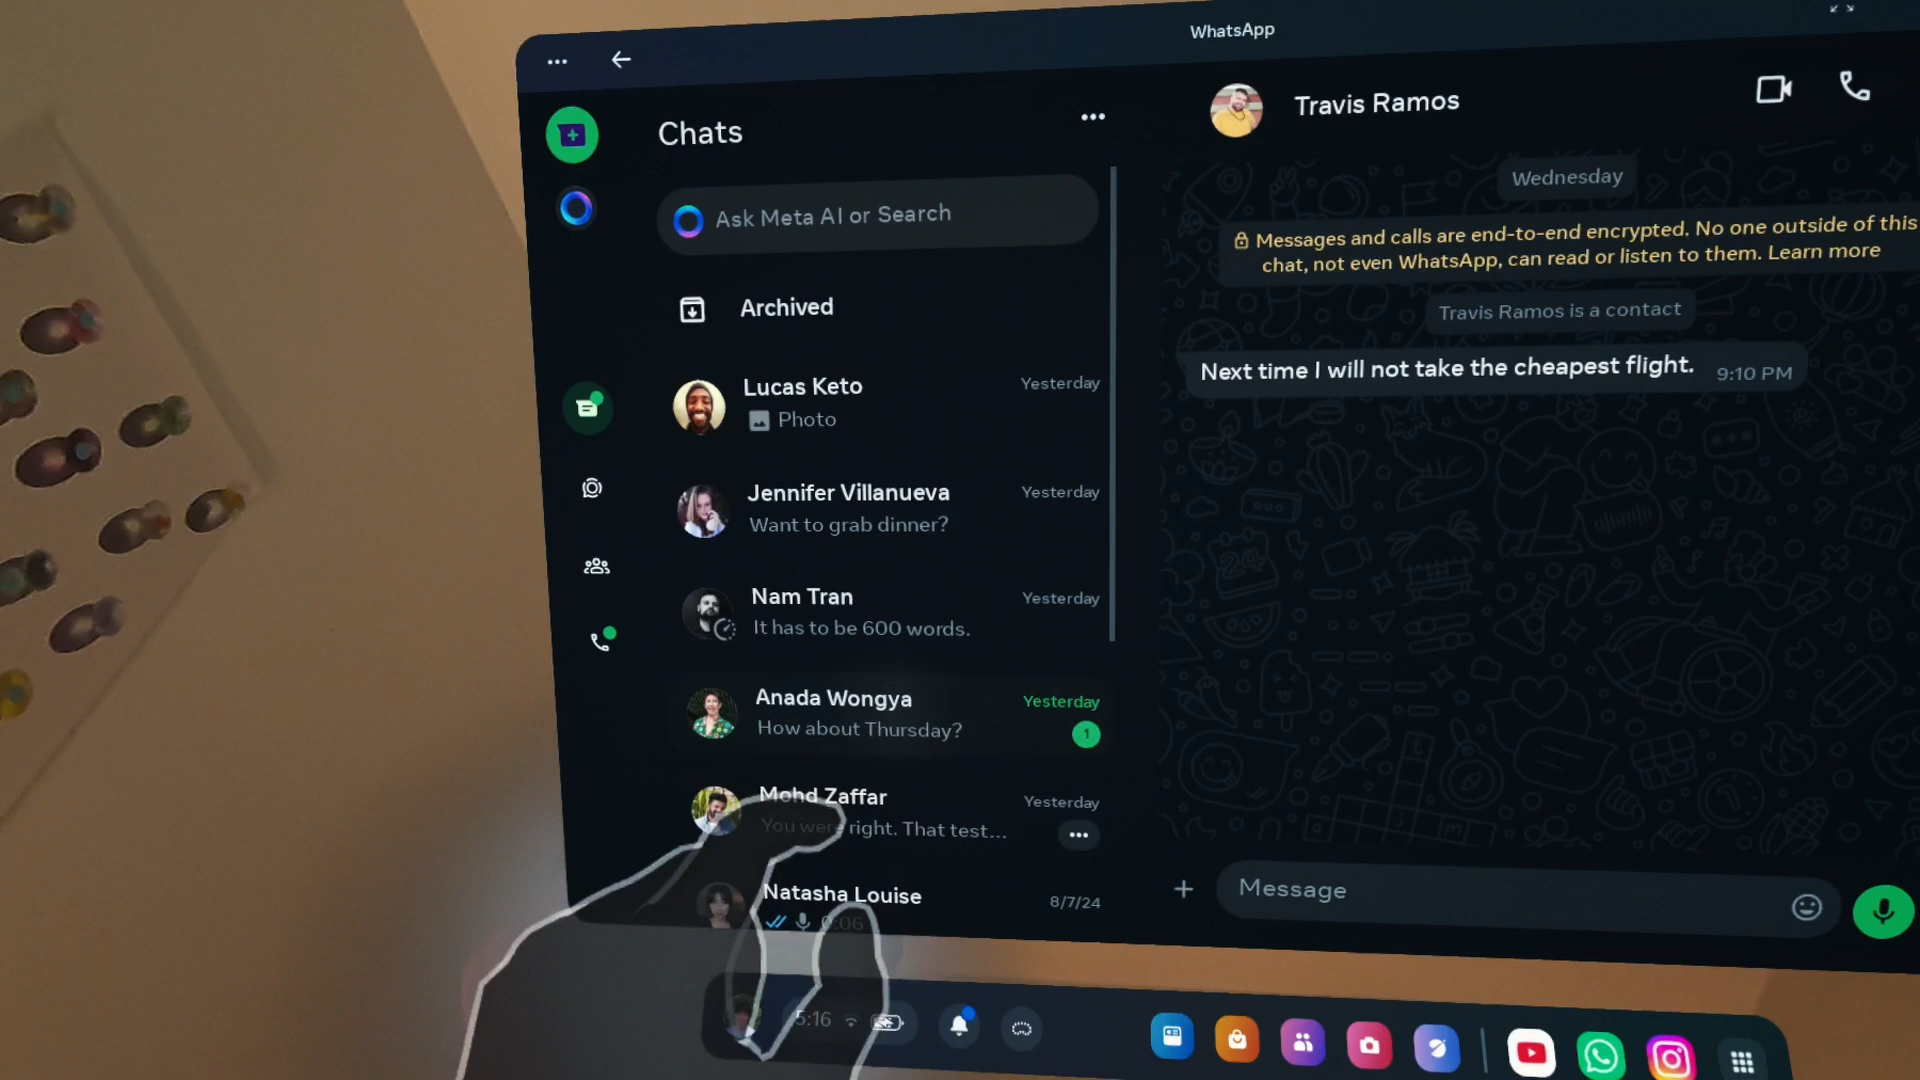 WhatsApp
Chats
Ask Meta AI or Search
Archived
Lucas Keto
Yesterday
Photo
Jennifer Villanueva
Yesterday
Want to grab dinner?
Nam Tran
Yesterday
It has to be 600 words.
Anada Wongya
Yesterday
How about Thursday?
1
Mohd Zaffar
Yesterday
You were right. That test...
Natasha Louise
8/7/24
0:06
Travis Ramos
Wednesday
Messages and calls are end-to-end encrypted. No one outside of this
chat, not even WhatsApp, can read or listen to them. Learn more
Travis Ramos is a contact
Next time I will not take the cheapest flight.
9:10 PM
Message
5:16